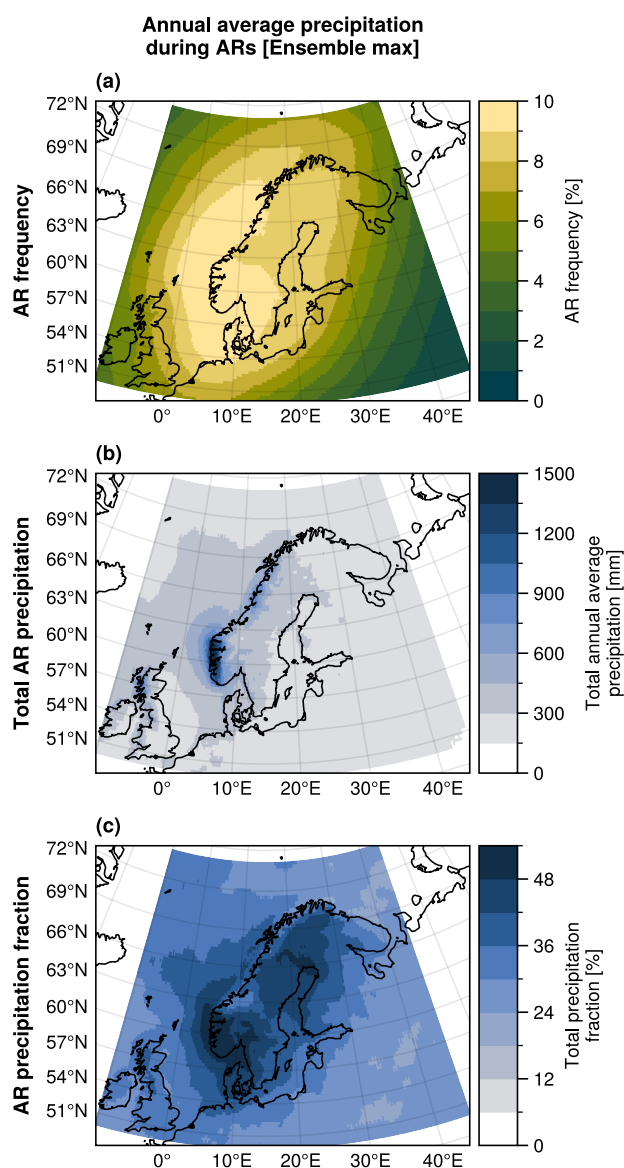 Annual average precipitation
during ARs [Ensemble max]
(a)
72°N
69°N
66°N
63°N
60°N
57°N
54°N
51°N
0°
10°E
20°E
30°E
40°E
AR frequency
10
8
6
4
2
0
AR frequency [%]
(b)
72°N
69°N
66°N
63°N
60°N
57°N
54°N
51°N
0°
10°E
20°E
30°E
40°E
Total AR precipitation
1500
1200
900
600
300
0
Total annual average
precipitation [mm]
(c)
72°N
69°N
66°N
63°N
60°N
57°N
54°N
51°N
0°
10°E
20°E
30°E
40°E
AR precipitation fraction
48
36
24
12
0
Total precipitation
fraction [%]